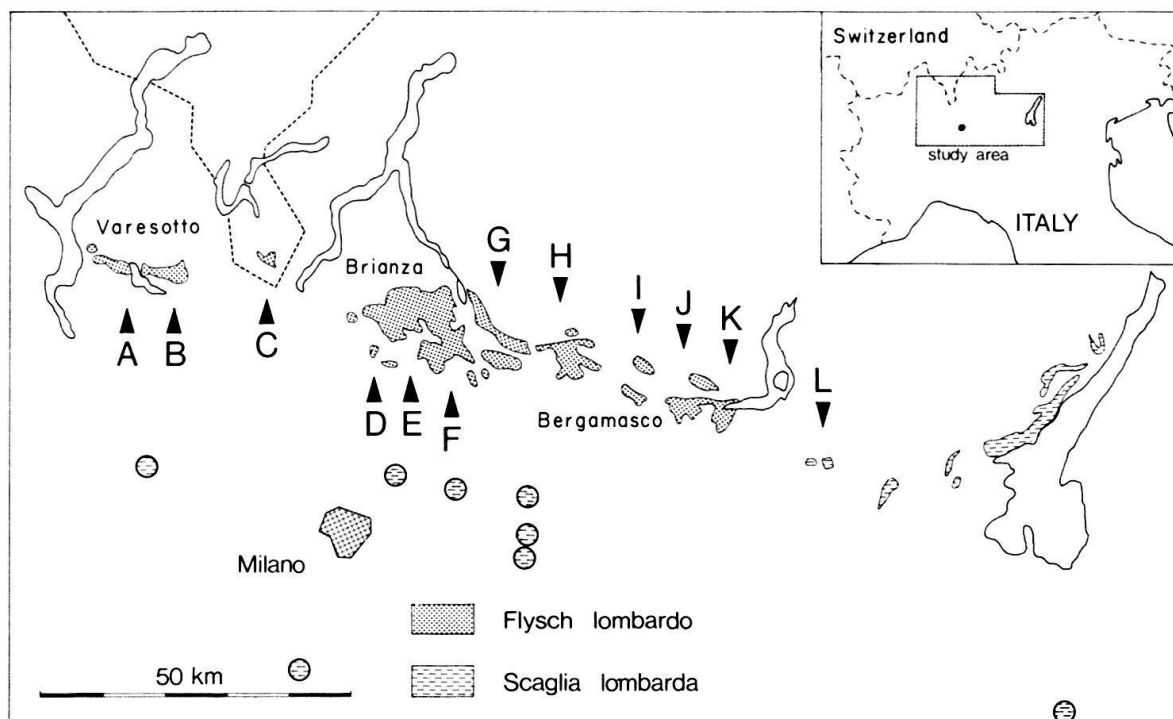 Switzerland
study area
ITALY
Varesotto
Brianza
G
H
I
J
K
A
B
C
D
E
F
Bergamasco
L
Milano
Flysch lombardo
50 km
Scaglia lombarda